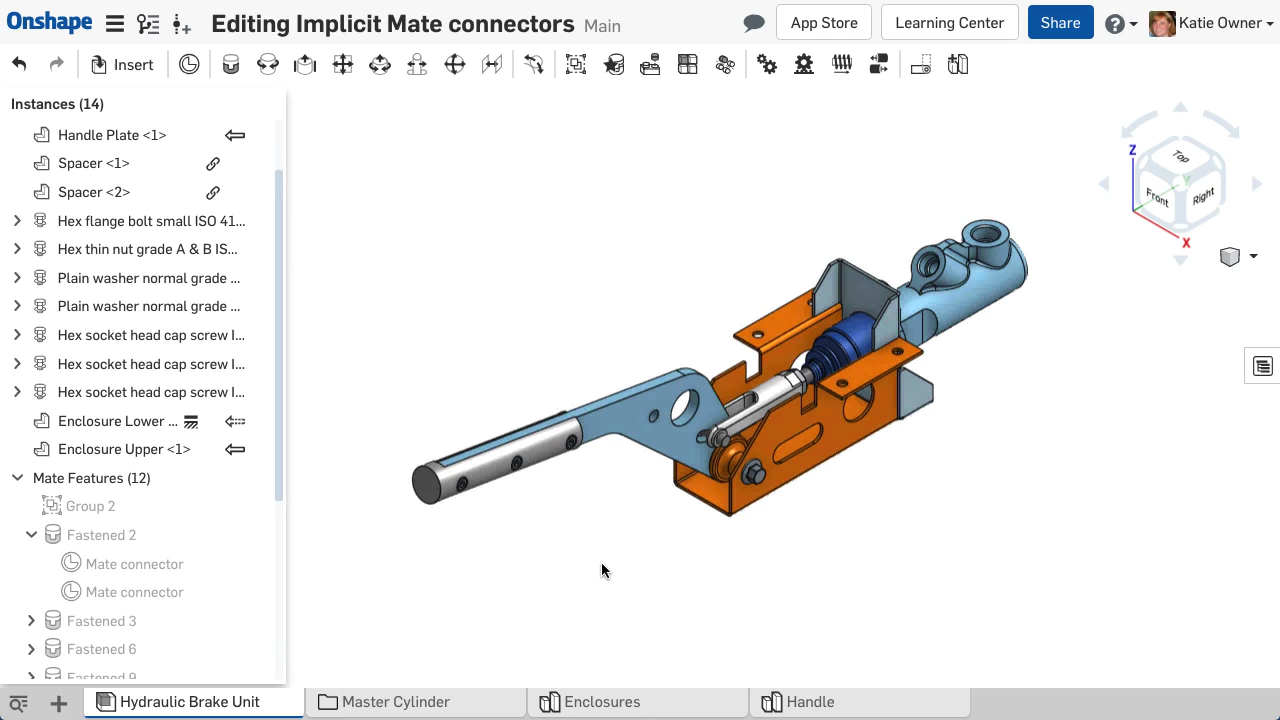 Onshape Editing Implicit Mate connectors Main App Store Learning Center Share Katie Owner
Insert
Instances (14)
Handle Plate <1>
Spacer <1>
Spacer <2>
Hex flange bolt small ISO 41...
Hex thin nut grade A & B IS...
Plain washer normal grade ...
Plain washer normal grade ...
Hex socket head cap screw I...
Hex socket head cap screw I...
Hex socket head cap screw I...
Enclosure Lower ...
Enclosure Upper <1>
Mate Features (12)
Group 2
Fastened 2
Mate connector
Mate connector
Fastened 3
Fastened 6
Fastened 9
Z
Top
Y
Front
Right
X
Hydraulic Brake Unit Master Cylinder Enclosures Handle